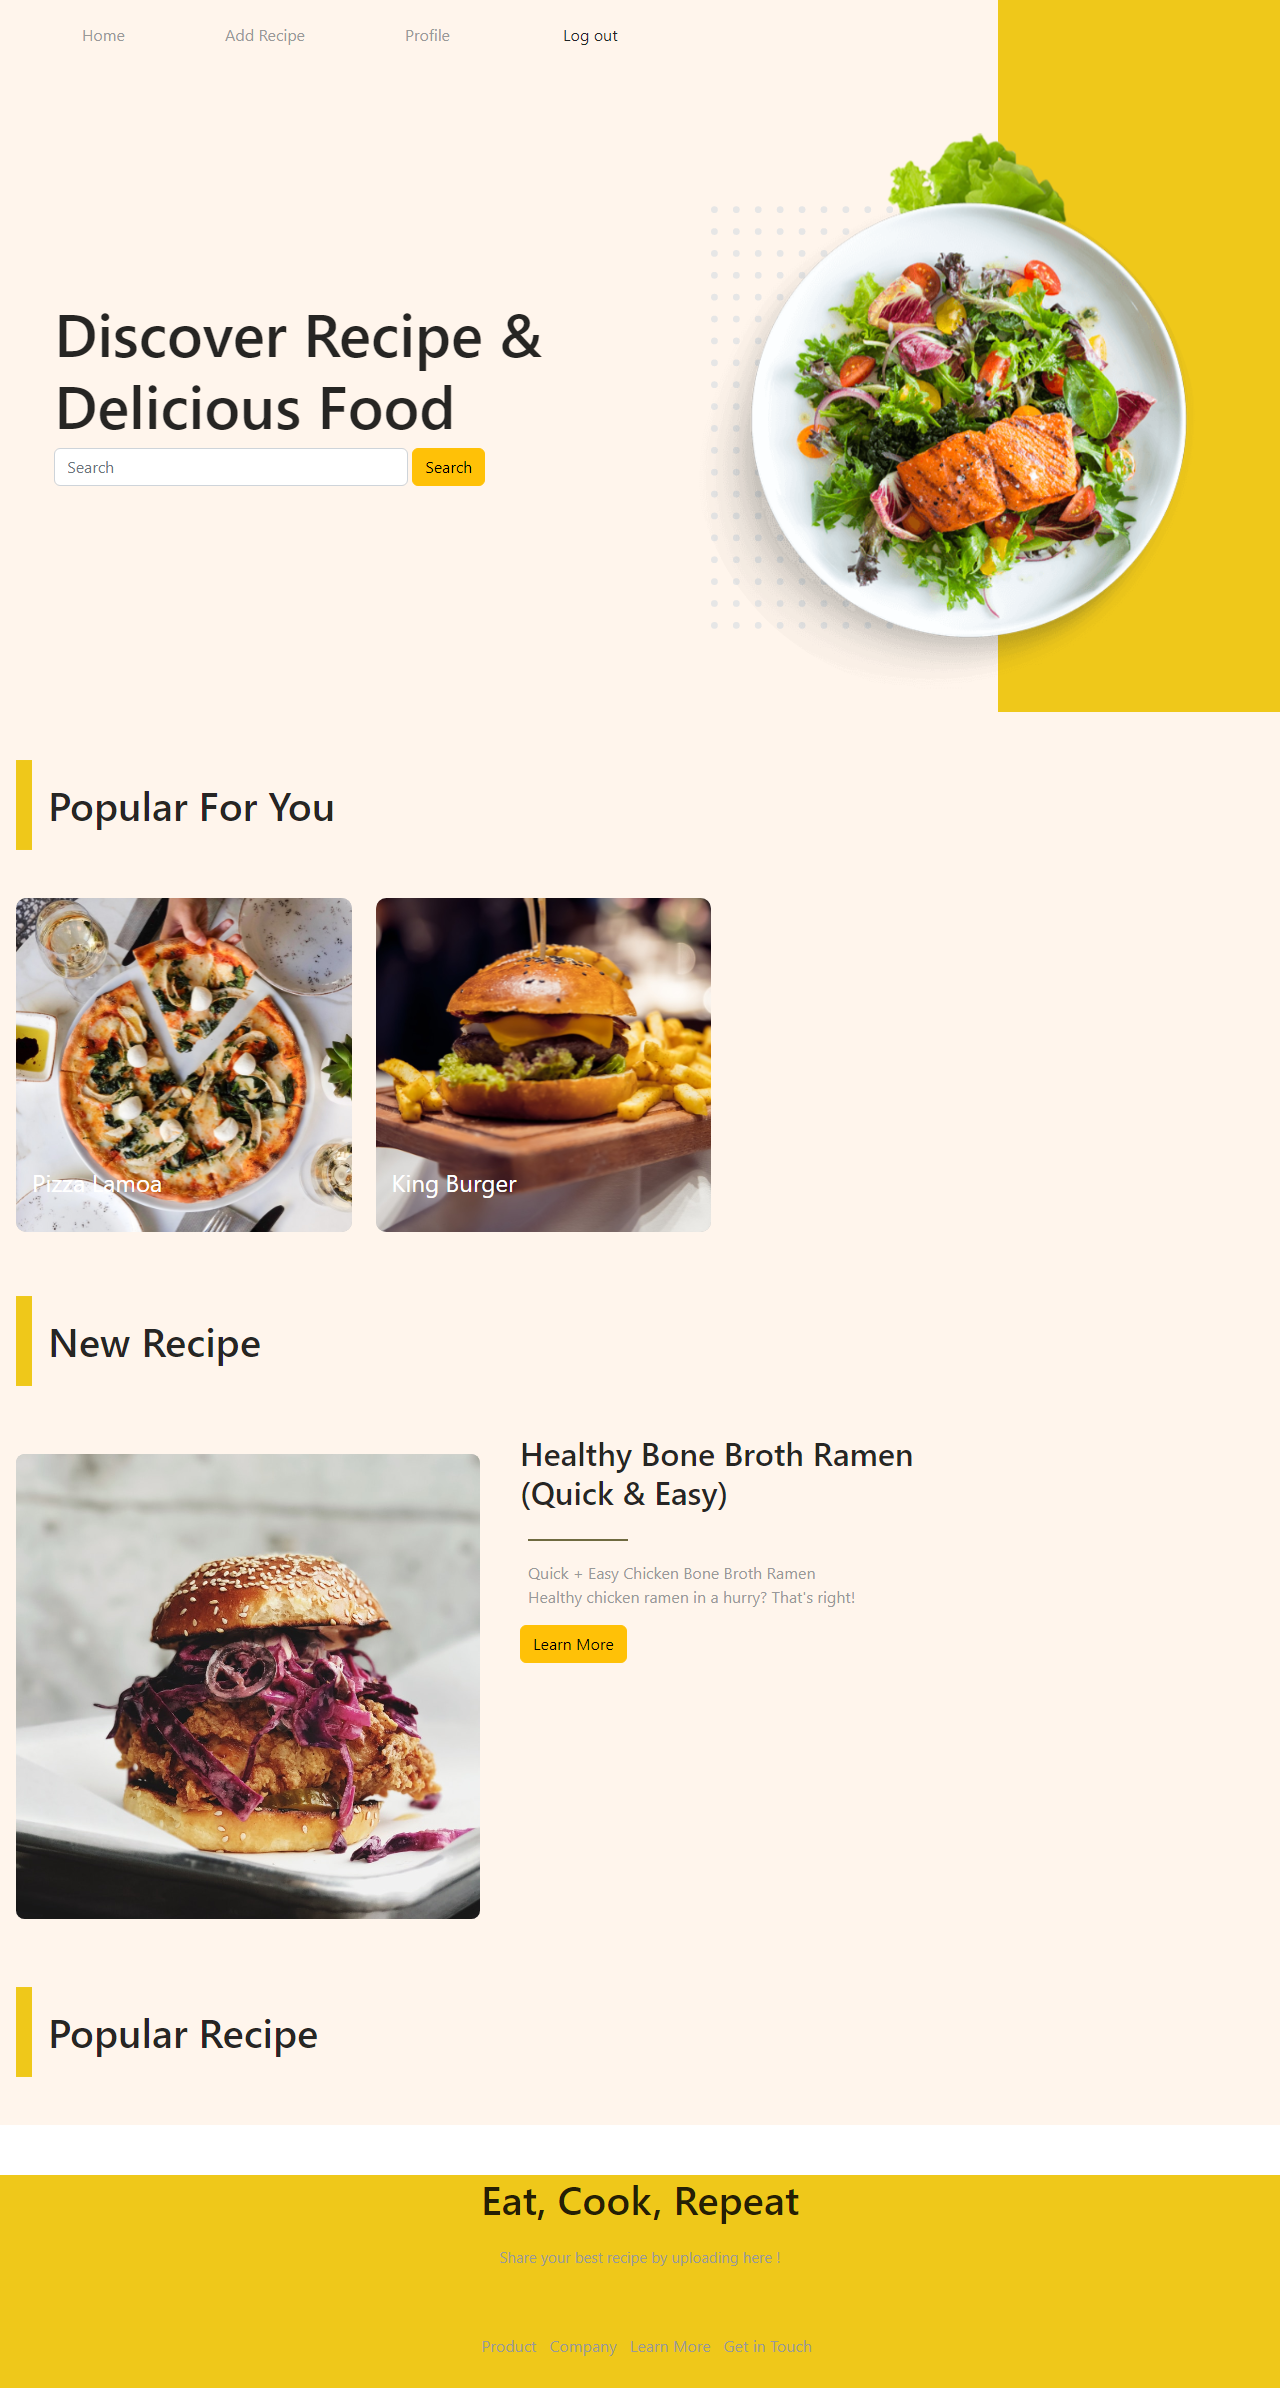 Home Add Recipe Profile Log out
Discover Recipe &
Delicious Food
Search Search
Popular For You
Pizza Lamoa King Burger
New Recipe
Healthy Bone Broth Ramen
(Quick & Easy)
Quick + Easy Chicken Bone Broth Ramen
Healthy chicken ramen in a hurry? That's right!
Learn More
Popular Recipe
Eat, Cook, Repeat
Share your best recipe by uploading here !
Product Company Learn More Get in Touch